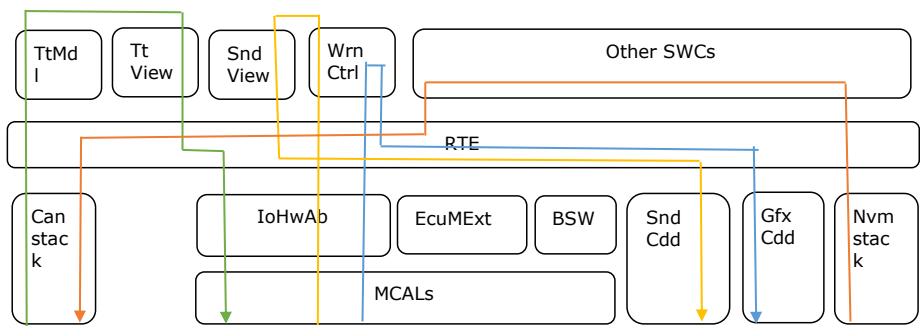 TtMd
l
Tt
View
Snd
View
Wrn
Ctrl
Other SWCs
RTE
Can
stac
k
IoHwAb
EcuMExt
BSW
Snd
Cdd
Gfx
Cdd
Nvm
stac
k
MCALs